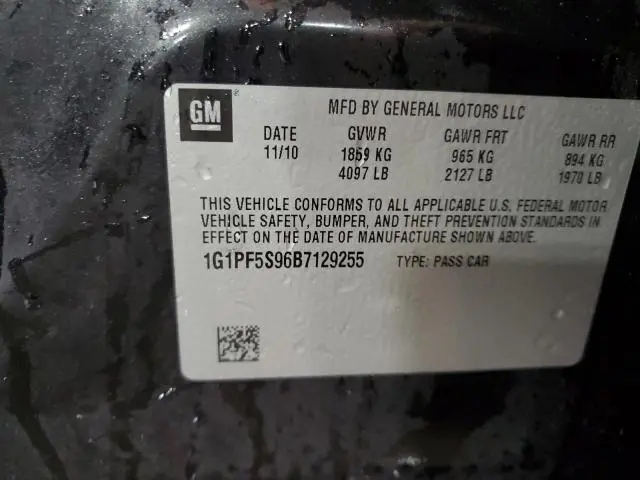 GM
MFD BY GENERAL MOTORS LLC
DATE GVWR GAWR FRT GAWR RR
11/10 1859 KG 965 KG 894 KG
4097 LB 2127 LB 1970 LB
THIS VEHICLE CONFORMS TO ALL APPLICABLE U.S. FEDERAL MOTOR
VEHICLE SAFETY, BUMPER, AND THEFT PREVENTION STANDARDS IN
EFFECT ON THE DATE OF MANUFACTURE SHOWN ABOVE.
1G1PF5S96B7129255 TYPE: PASS CAR